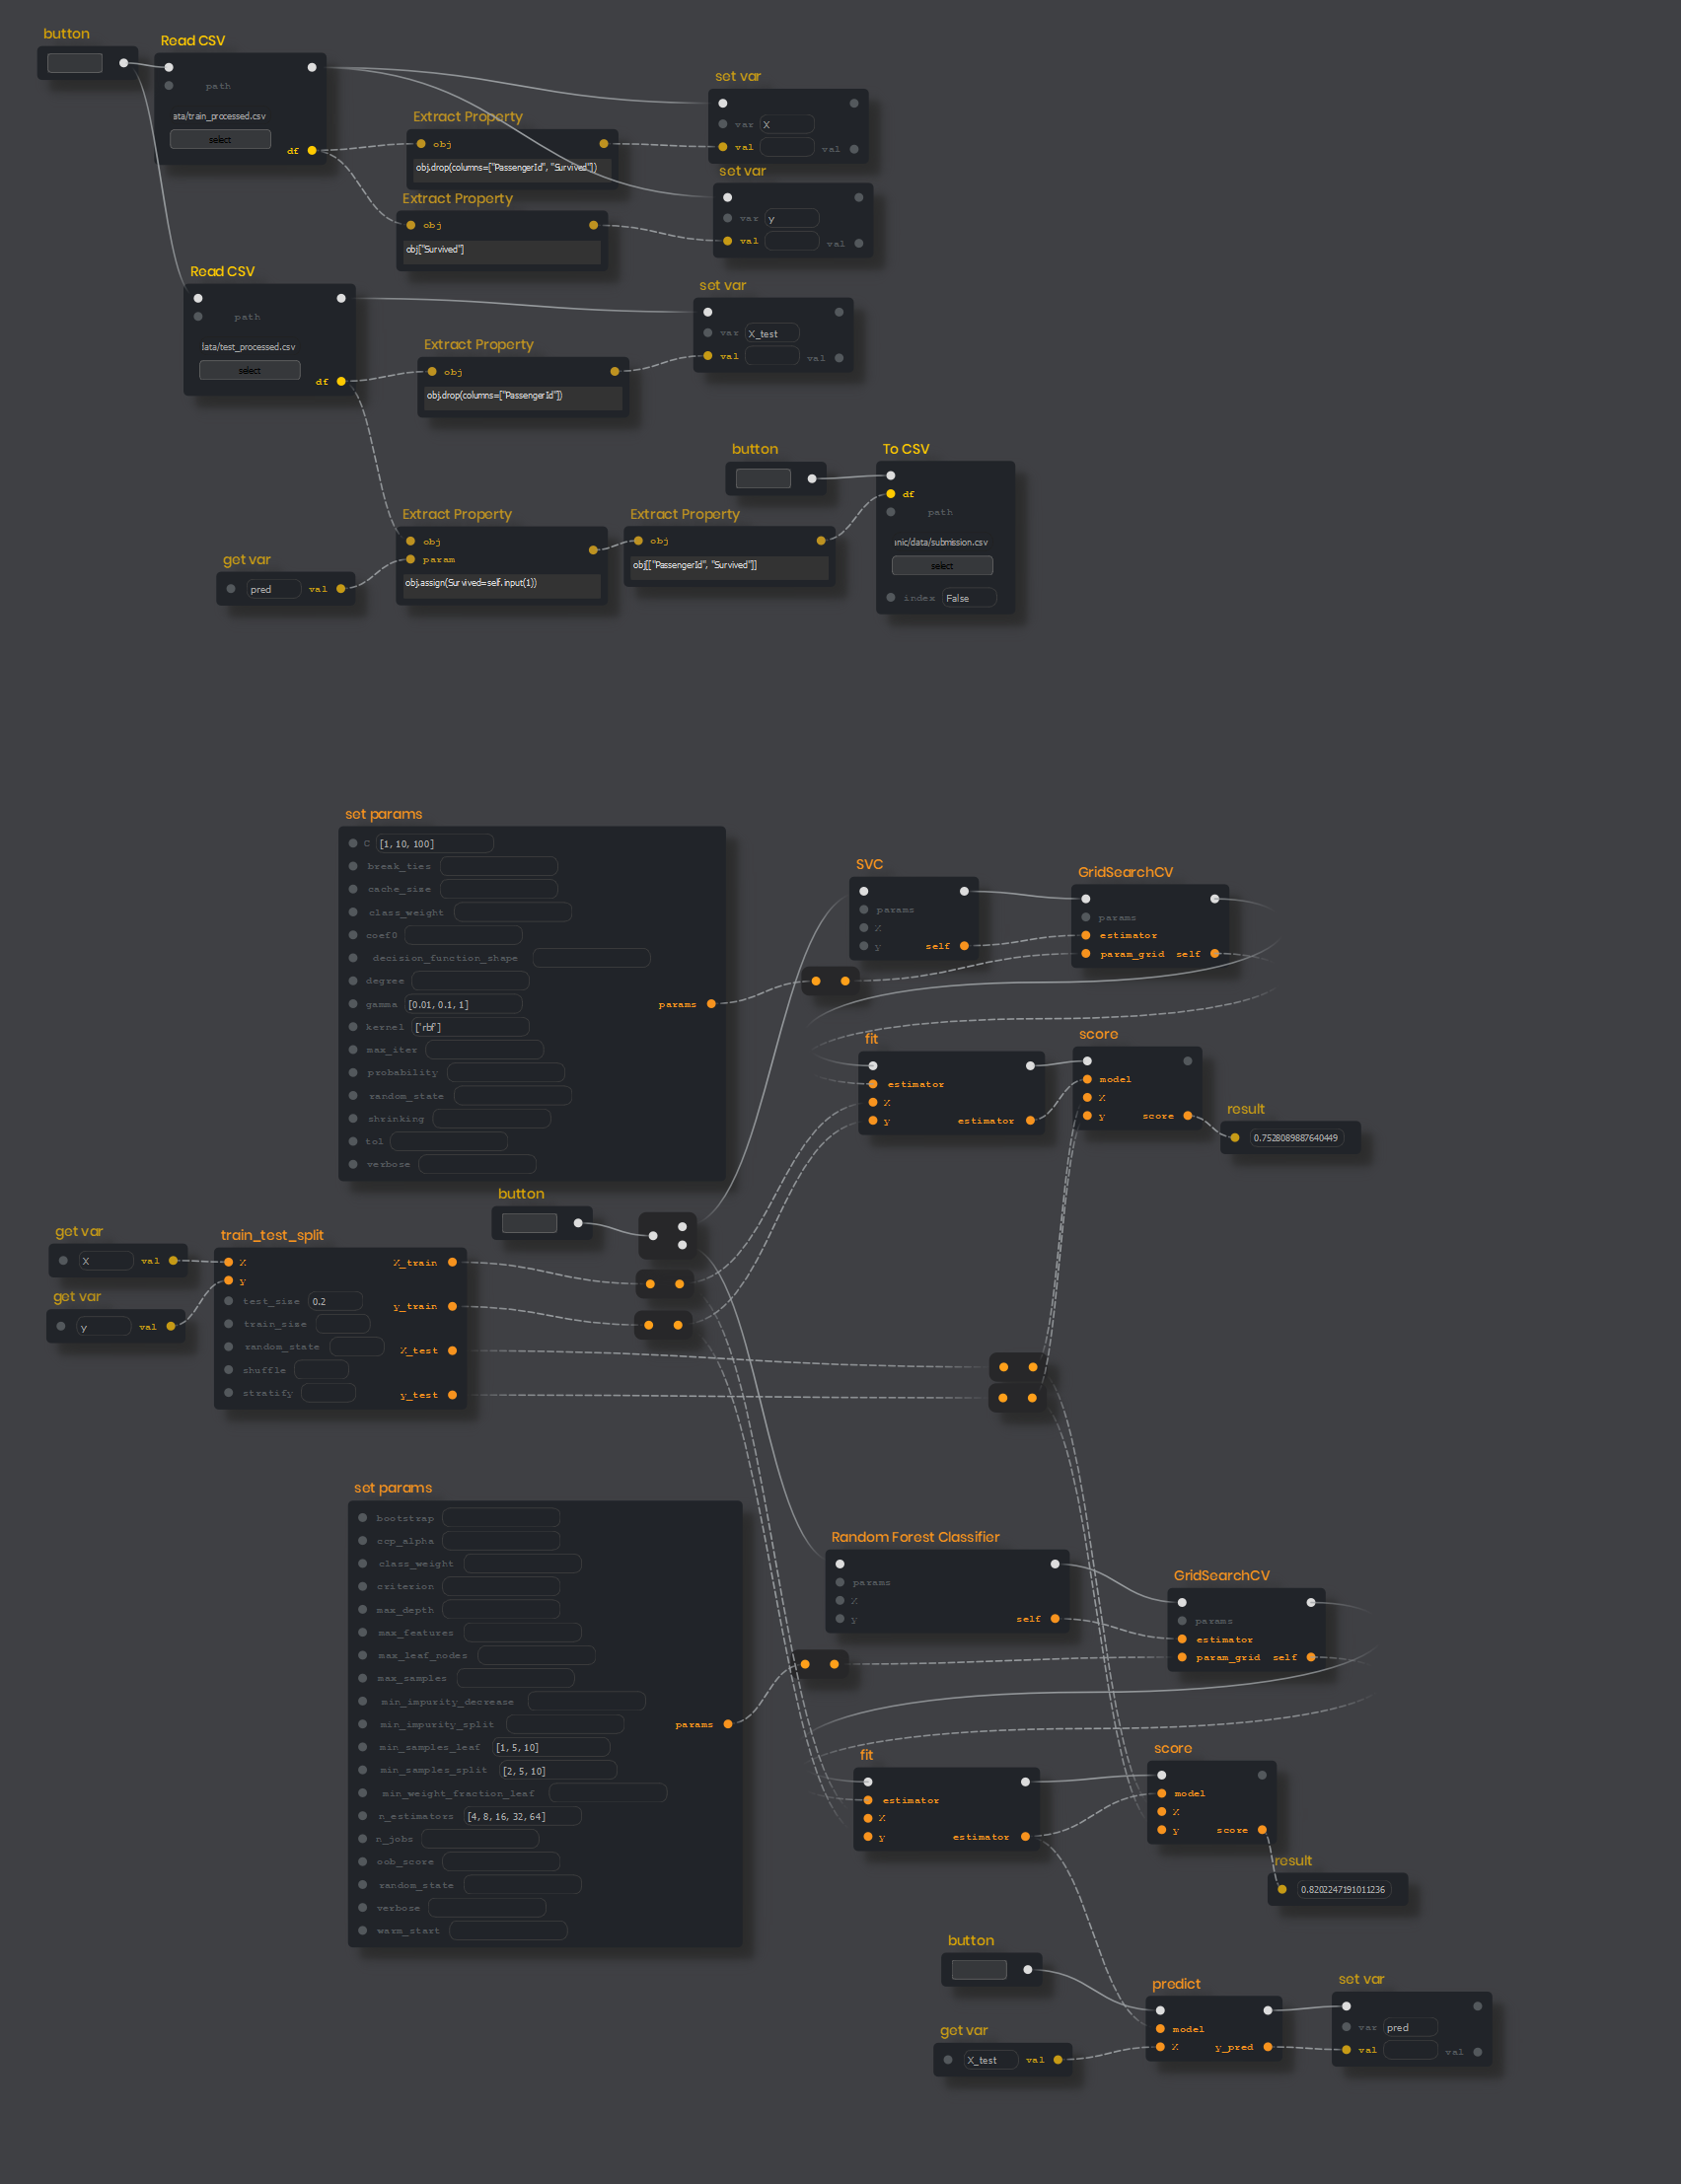 button
Read CSV
path
ata/train_processed.csv
select
df
Extract Property
obj
obj.drop(columns=["PassengerId", "Survived"])
set var
var X
val val
Extract Property
obj
obj["Survived"]
set var
var y
val val
Read CSV
path
lata/test_processed.csv
select
df
Extract Property
obj
obj.drop(columns=["PassengerId"])
set var
var X_test
val val
button
To CSV
df
path
inic/data/submission.csv
select
index False
get var
pred val
Extract Property
obj
param
obj.assign(Survived=self.input(1))
Extract Property
obj
obj[["PassengerId", "Survived"]]
set params
C [1, 10, 100]
break_ties
cache_size
class_weight
coef0
decision_function_shape
degree
gamma [0.01, 0.1, 1]
params
kernel ['rbf']
max_iter
probability
random_state
shrinking
tol
verbose
SVC
params
X
y self
GridSearchCV
params
estimator
param_grid self
fit
estimator
X
y estimator
score
model
X
y score
result
0.7528089887640449
button
get var
X val
get var
y val
train_test_split
X X_train
y
test_size 0.2
y_train
train_size
random_state
X_test
shuffle
stratify
y_test
set params
bootstrap
ccp_alpha
class_weight
criterion
max_depth
max_features
max_leaf_nodes
max_samples
min_impurity_decrease
min_impurity_split
params
min_samples_leaf [1, 5, 10]
min_samples_split [2, 5, 10]
min_weight_fraction_leaf
n_estimators [4, 8, 16, 32, 64]
n_jobs
oob_score
random_state
verbose
warm_start
Random Forest Classifier
params
X
y self
GridSearchCV
params
estimator
param_grid self
fit
estimator
X
y estimator
score
model
X
y score
result
0.8202247191011236
button
get var
X_test val
predict
model
X y_pred
set var
var pred
val val